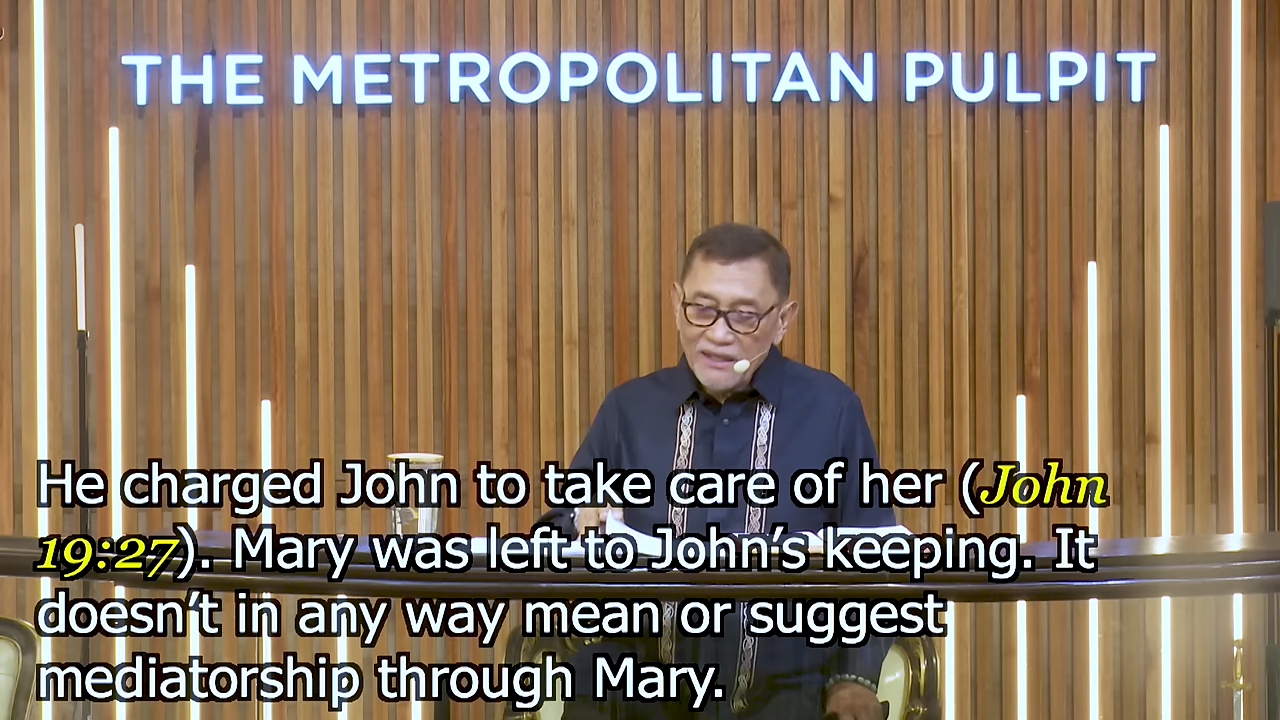 THE METROPOLITAN PULPIT
He charged John to take care of her (John
19:27). Mary was left to John’s keeping. It
doesn’t in any way mean or suggest
mediatorship through Mary.